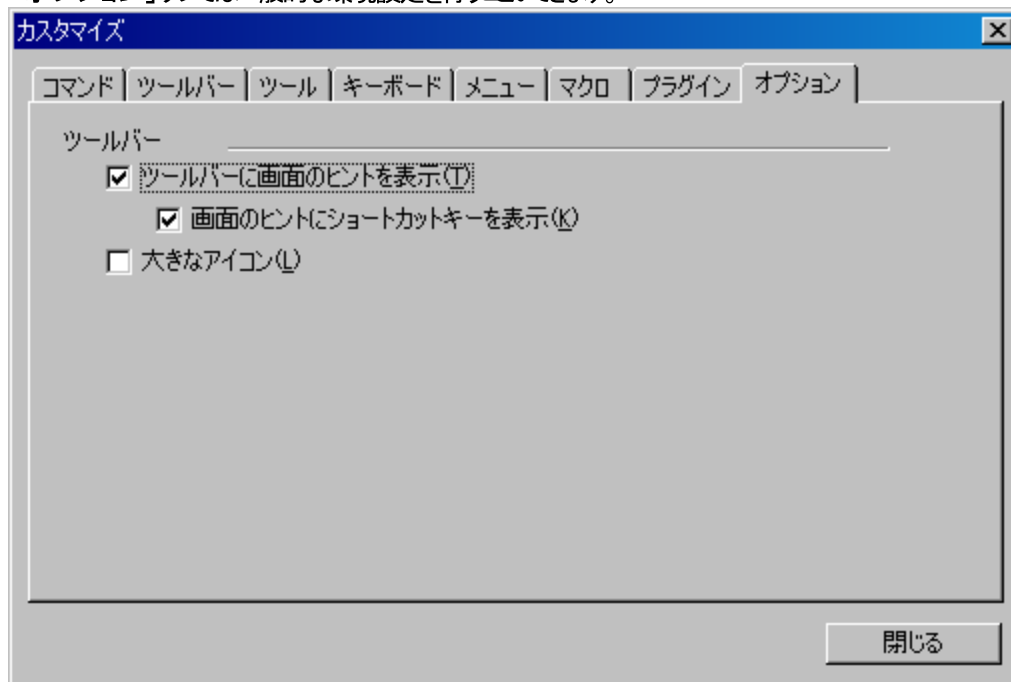 カスタマイズ
コマンド ツールバー ツール キーボード メニュー マクロ プラグイン オプション
ツールバー
ツールバーに画面のヒントを表示(T)
画面のヒントにショートカットキーを表示(K)
大きなアイコン(L)
閉じる